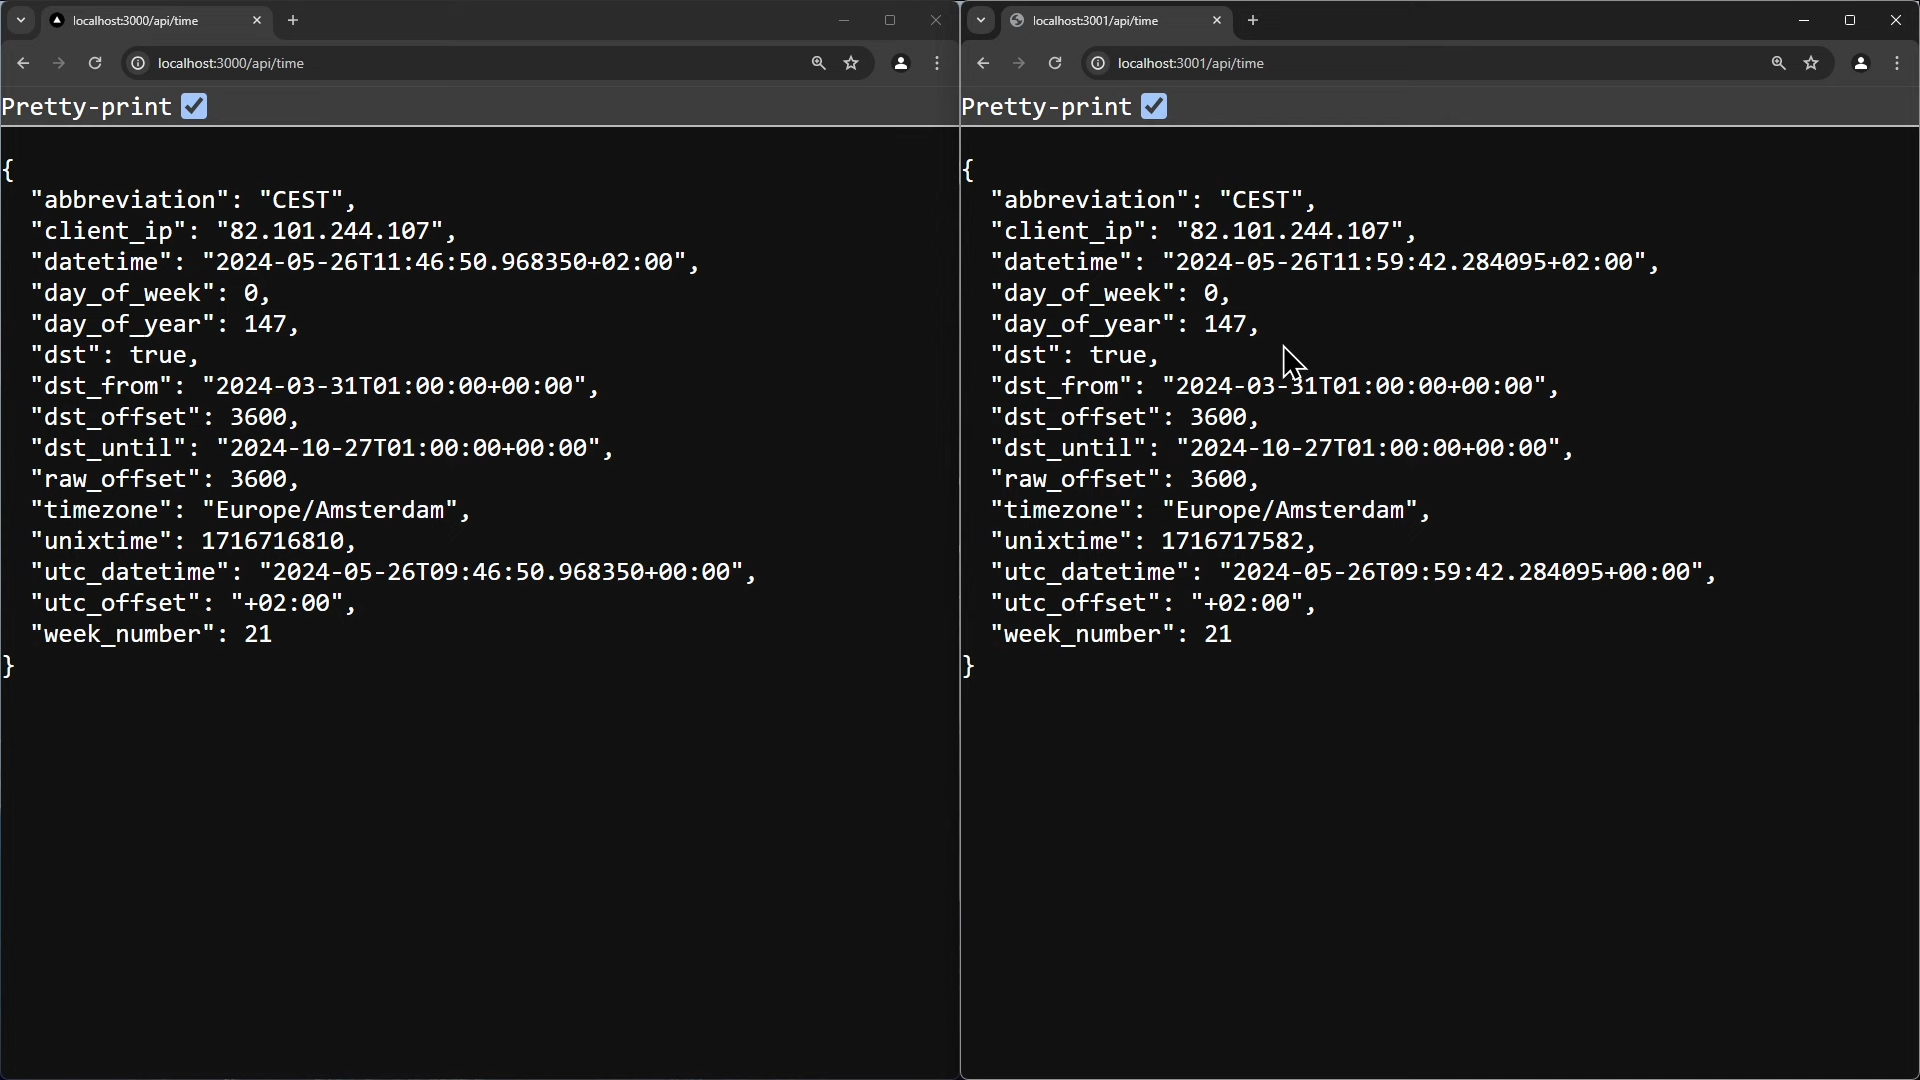 localhost:3000/api/time
localhost:3000/api/time
Pretty-print
{
"abbreviation": "CEST",
"client_ip": "82.101.244.107",
"datetime": "2024-05-26T11:46:50.968350+02:00",
"day_of_week": 0,
"day_of_year": 147,
"dst": true,
"dst_from": "2024-03-31T01:00:00+00:00",
"dst_offset": 3600,
"dst_until": "2024-10-27T01:00:00+00:00",
"raw_offset": 3600,
"timezone": "Europe/Amsterdam",
"unixtime": 1716716810,
"utc_datetime": "2024-05-26T09:46:50.968350+00:00",
"utc_offset": "+02:00",
"week_number": 21
}
localhost:3001/api/time
localhost:3001/api/time
Pretty-print
{
"abbreviation": "CEST",
"client_ip": "82.101.244.107",
"datetime": "2024-05-26T11:59:42.284095+02:00",
"day_of_week": 0,
"day_of_year": 147,
"dst": true,
"dst_from": "2024-03-31T01:00:00+00:00",
"dst_offset": 3600,
"dst_until": "2024-10-27T01:00:00+00:00",
"raw_offset": 3600,
"timezone": "Europe/Amsterdam",
"unixtime": 1716717582,
"utc_datetime": "2024-05-26T09:59:42.284095+00:00",
"utc_offset": "+02:00",
"week_number": 21
}